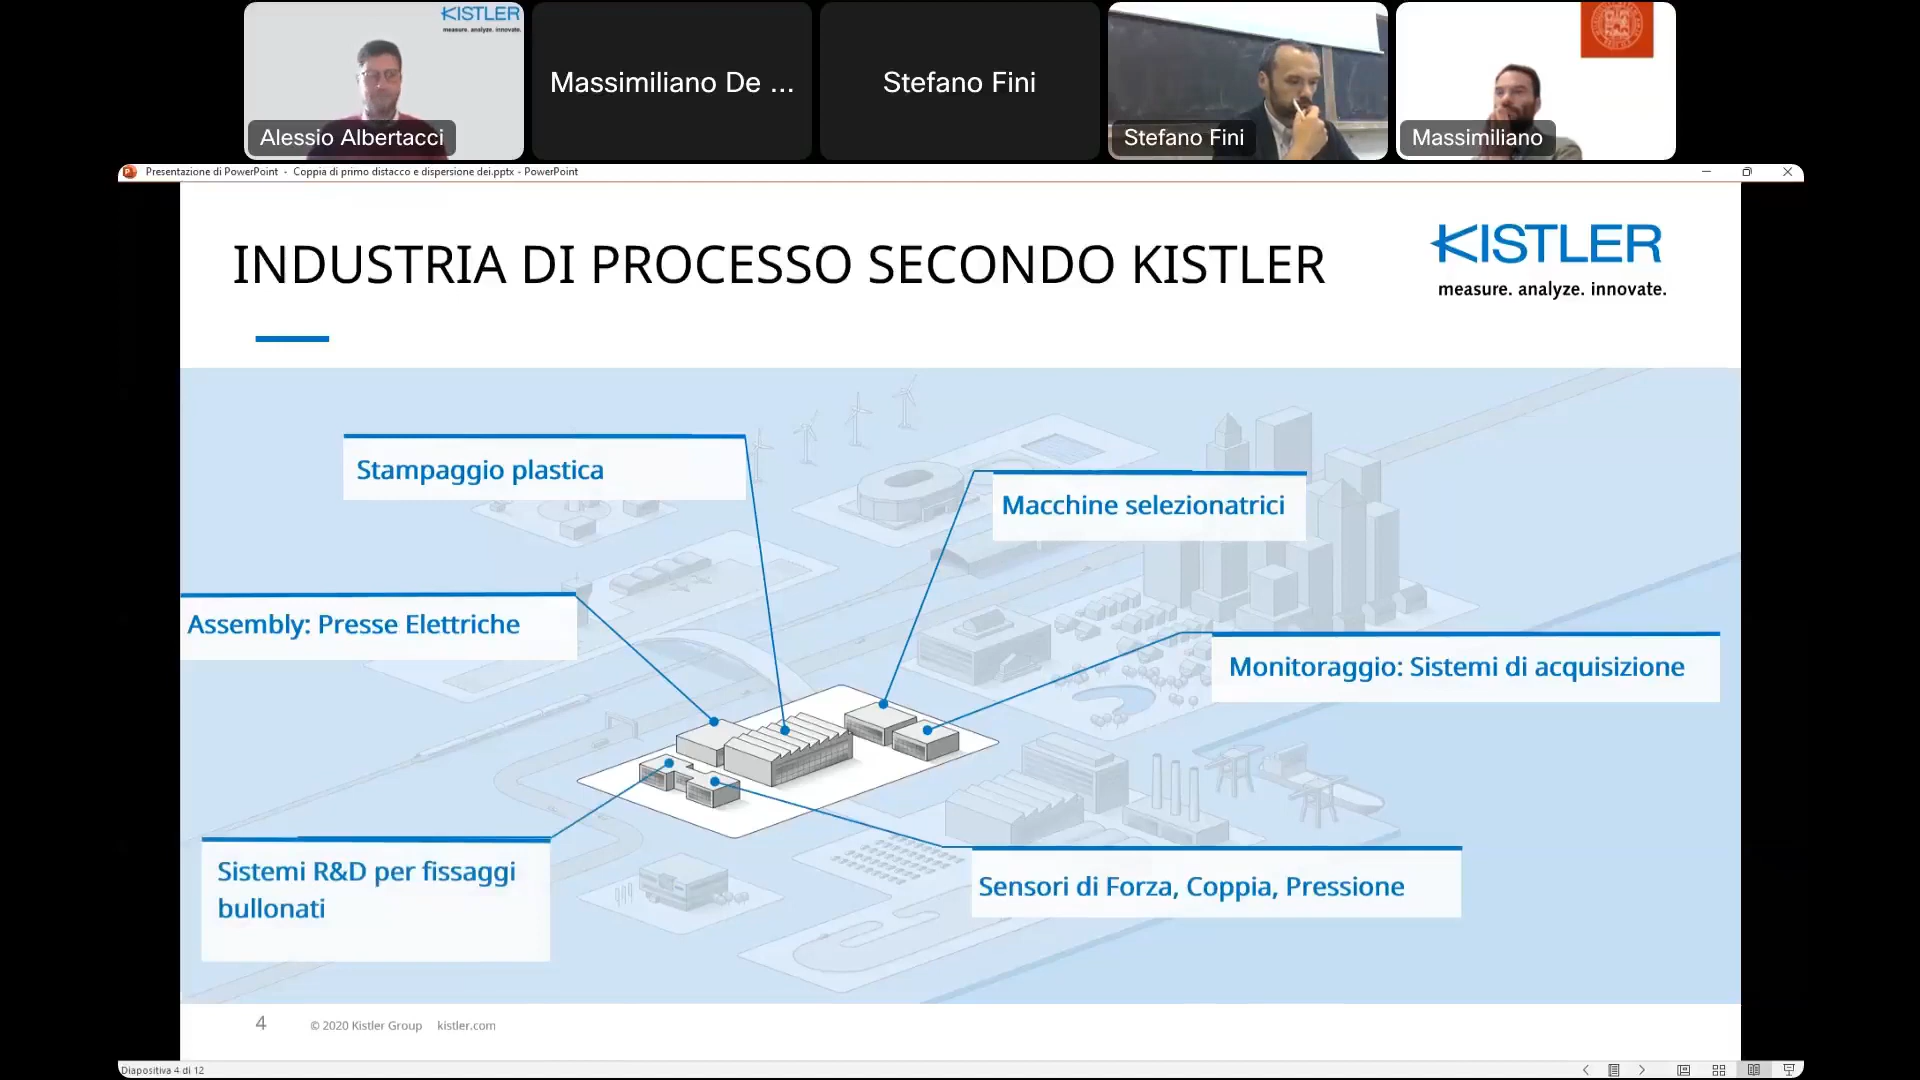 KISTLER
measure. analyze. innovate.
Alessio Albertacci
Massimiliano De ...
Stefano Fini
Stefano Fini
Massimiliano
Presentazione di PowerPoint - Coppia di primo distacco e dispersione dei.pptx - PowerPoint
INDUSTRIA DI PROCESSO SECONDO KISTLER
KISTLER
measure. analyze. innovate.
Stampaggio plastica
Macchine selezionatrici
Assembly: Presse Elettriche
Monitoraggio: Sistemi di acquisizione
Sistemi R&D per fissaggi
bullonati
Sensori di Forza, Coppia, Pressione
4
© 2020 Kistler Group kistler.com
Diapositiva 4 di 12